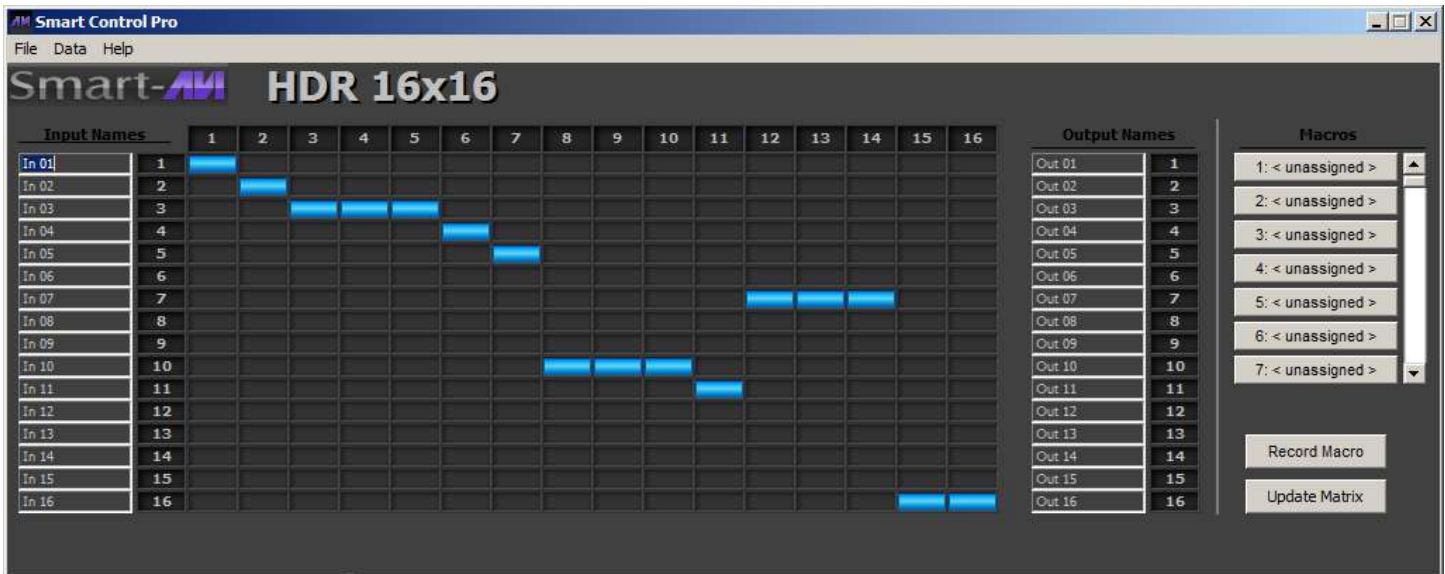 Smart Control Pro
File Data Help
Smart-AVI HDR 16x16
Input Names 1 2 3 4 5 6 7 8 9 10 11 12 13 14 15 16 Output Names Macros
In 01 1 Out 01 1 1: < unassigned >
In 02 2 Out 02 2
In 03 3 Out 03 3 2: < unassigned >
In 04 4 Out 04 4 3: < unassigned >
In 05 5 Out 05 5
In 06 6 Out 06 6 4: < unassigned >
In 07 7 Out 07 7 5: < unassigned >
In 08 8 Out 08 8
In 09 9 Out 09 9 6: < unassigned >
In 10 10 Out 10 10 7: < unassigned >
In 11 11 Out 11 11
In 12 12 Out 12 12
In 13 13 Out 13 13
In 14 14 Out 14 14 Record Macro
In 15 15 Out 15 15
In 16 16 Out 16 16 Update Matrix